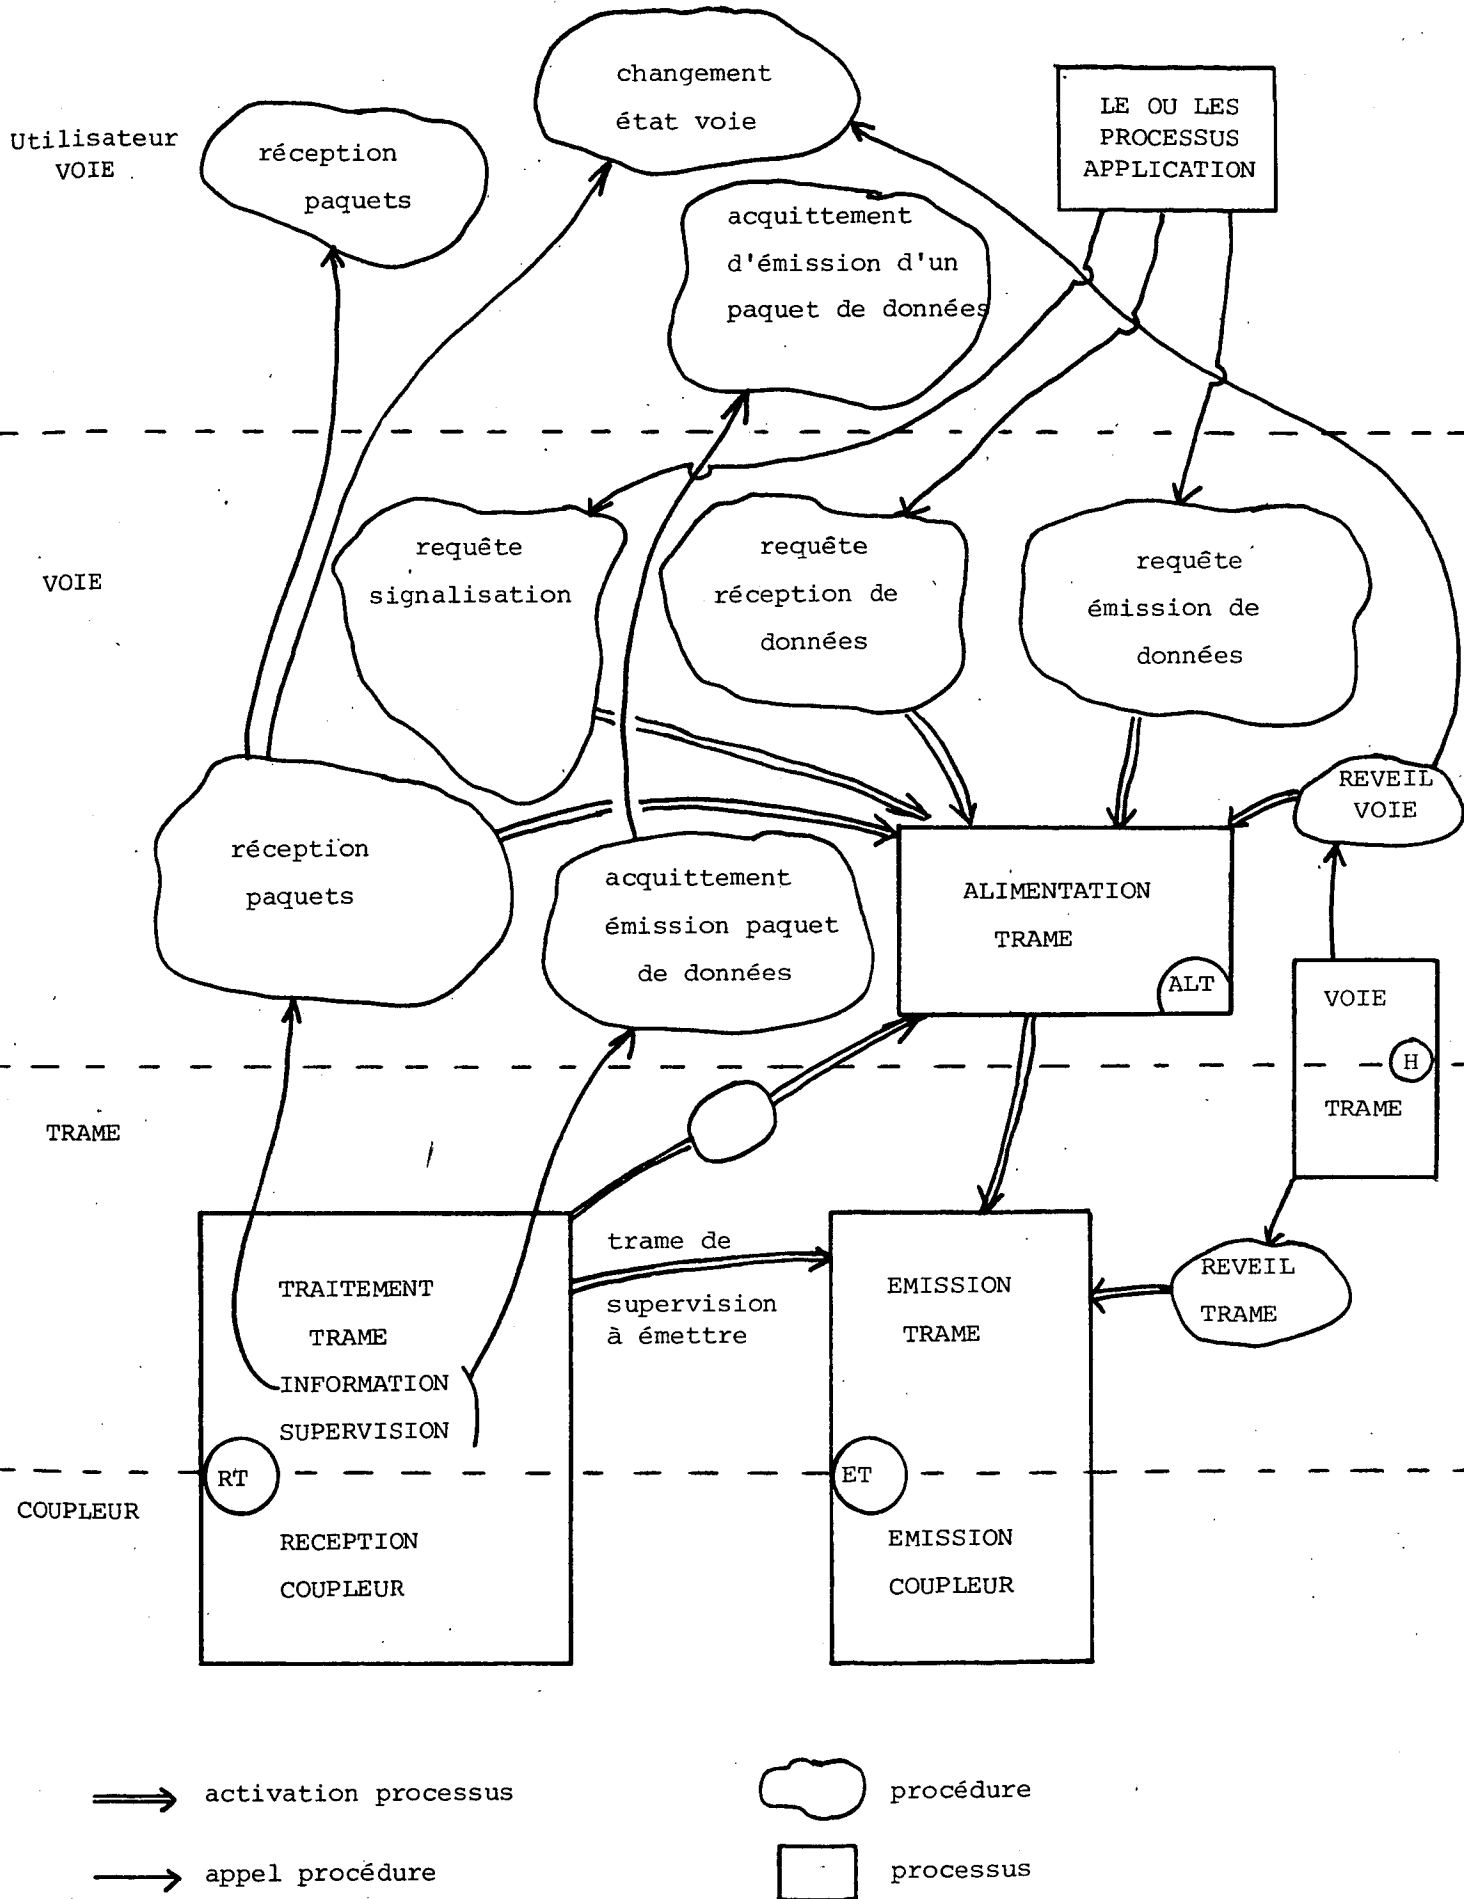 changement
état voie
LE OU LES
PROCESSUS
APPLICATION
Utilisateur
VOIE
réception
paquets
acquittement
d'émission d'un
paquet de données
VOIE
requête
signalisation
requête
réception de
données
requête
émission de
données
REVEIL
VOIE
réception
paquets
acquittement
émission paquet
de données
ALIMENTATION
TRAME
ALT
VOIE
H
TRAME
TRAME
trame de
supervision
à émettre
TRAITEMENT
TRAME
INFORMATION
SUPERVISION
EMISSION
TRAME
REVEIL
TRAME
RT
ET
COUPLEUR
RECEPTION
COUPLEUR
EMISSION
COUPLEUR
activation processus
procédure
appel procédure
processus